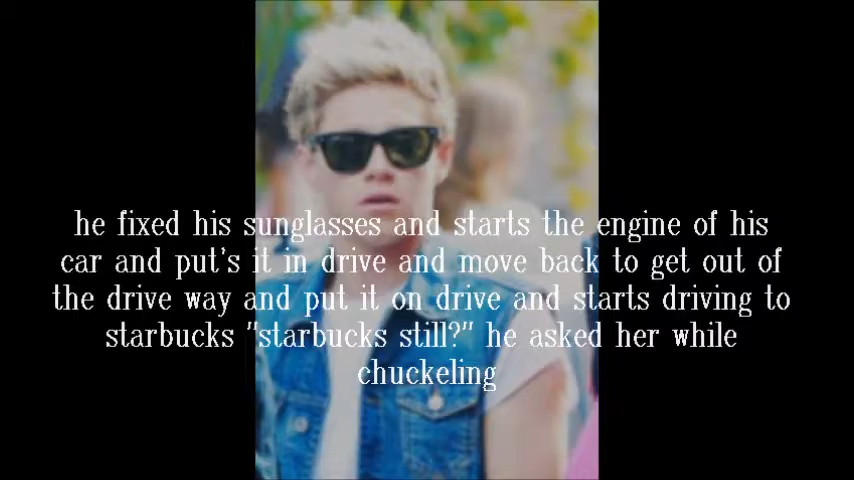 he fixed his sunglasses and starts the engine of his
car and put's it in drive and move back to get out of
the drive way and put it on drive and starts driving to
starbucks "starbucks still?" he asked her while
chuckeling